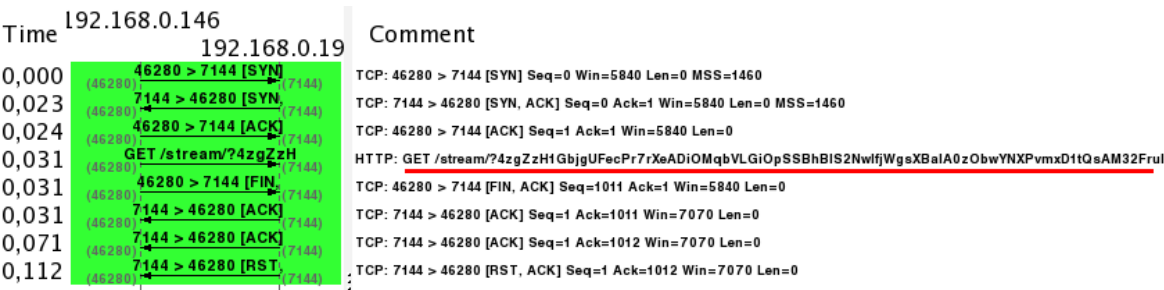 192.168.0.146
Time 192.168.0.19 Comment
0,000 46280 > 7144 [SYN] (46280) (7144) TCP: 46280 > 7144 [SYN] Seq=0 Win=5840 Len=0 MSS=1460
0,023 7144 > 46280 [SYN, (46280) (7144) TCP: 7144 > 46280 [SYN, ACK] Seq=0 Ack=1 Win=5840 Len=0 MSS=1460
0,024 46280 > 7144 [ACK] (46280) (7144) TCP: 46280 > 7144 [ACK] Seq=1 Ack=1 Win=5840 Len=0
0,031 GET /stream/?4zgZzH (46280) (7144) HTTP: GET /stream/?4zgZzH1GbjgUFecPr7rXeADiOMqbVLGiOpSSBhBIS2NwlfjWgsXBaIA0zObwYNXPvmxD1tQsAM32Frul
0,031 46280 > 7144 [FIN, (46280) (7144) TCP: 46280 > 7144 [FIN, ACK] Seq=1011 Ack=1 Win=5840 Len=0
0,031 7144 > 46280 [ACK] (46280) (7144) TCP: 7144 > 46280 [ACK] Seq=1 Ack=1011 Win=7070 Len=0
0,071 7144 > 46280 [ACK] (46280) (7144) TCP: 7144 > 46280 [ACK] Seq=1 Ack=1012 Win=7070 Len=0
0,112 7144 > 46280 [RST, (46280) (7144) TCP: 7144 > 46280 [RST, ACK] Seq=1 Ack=1012 Win=7070 Len=0